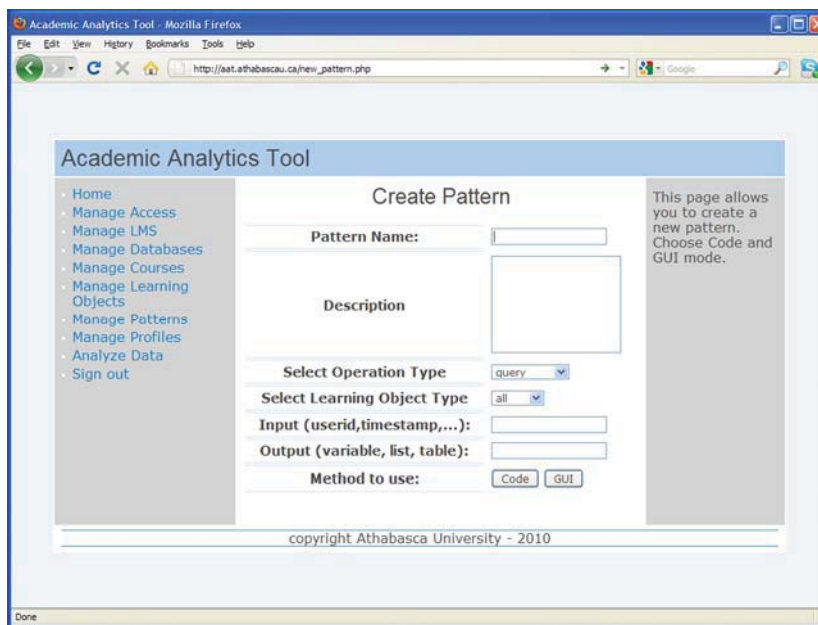 Academic Analytics Tool - Mozilla Firefox
File Edit View History Bookmarks Tools Help
http://aat.athabascau.ca/new_pattern.php
Google
Academic Analytics Tool
Home
Manage Access
Manage LMS
Manage Databases
Manage Courses
Manage Learning
Objects
Manage Patterns
Manage Profiles
Analyze Data
Sign out
Create Pattern
Pattern Name:
Description
Select Operation Type query
Select Learning Object Type all
Input (userid,timestamp,...):
Output (variable, list, table):
Method to use: Code GUI
This page allows
you to create a
new pattern.
Choose Code and
GUI mode.
copyright Athabasca University - 2010
Done